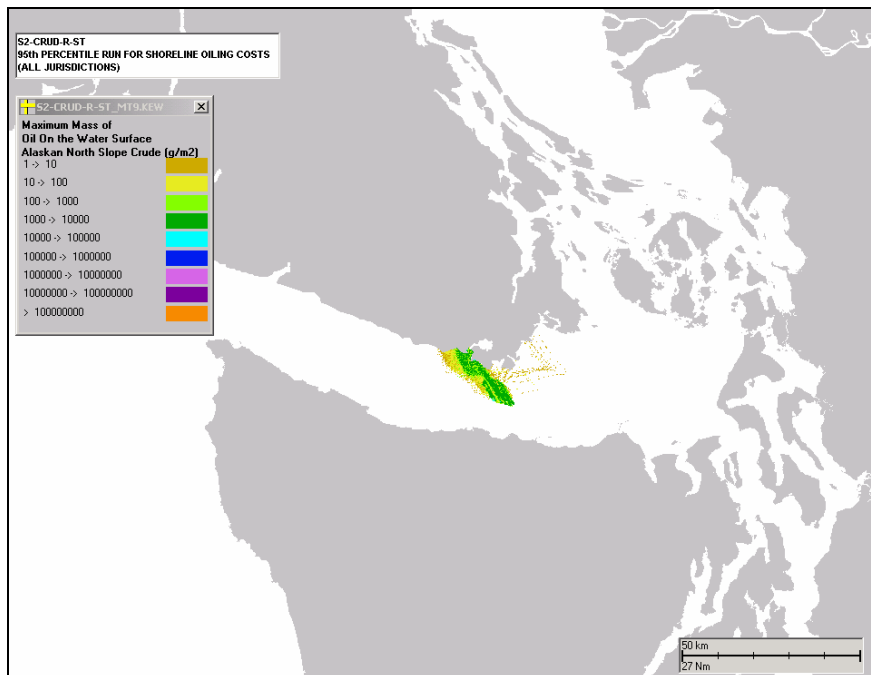 S2-CRUD-R-ST
95th PERCENTILE RUN FOR SHORELINE OILING COSTS
(ALL JURISDICTIONS)
S2-CRUD-R-ST_MT9.KEW
Maximum Mass of
Oil On the Water Surface
Alaskan North Slope Crude (g/m2)
1 -> 10
10 -> 100
100 -> 1000
1000 -> 10000
10000 -> 100000
100000 -> 1000000
1000000 -> 10000000
10000000 -> 100000000
> 100000000
50 km
27 Nm